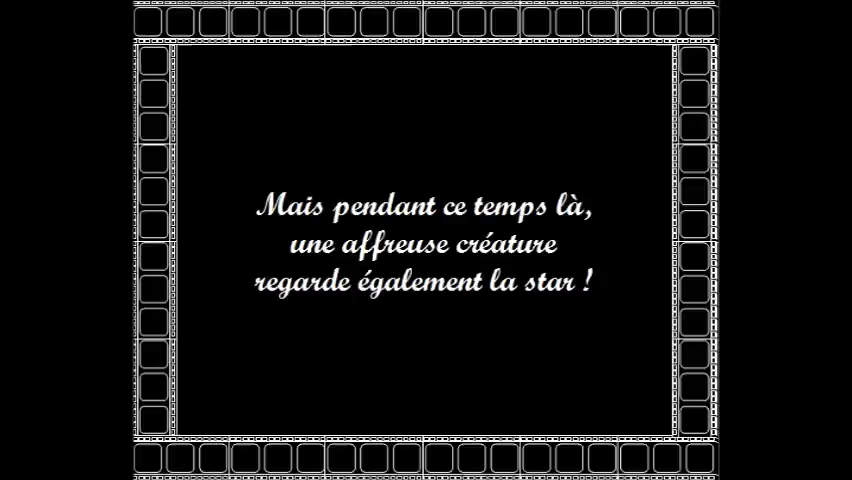 Mais pendant ce temps là,
une affreuse créature
regarde également la star !